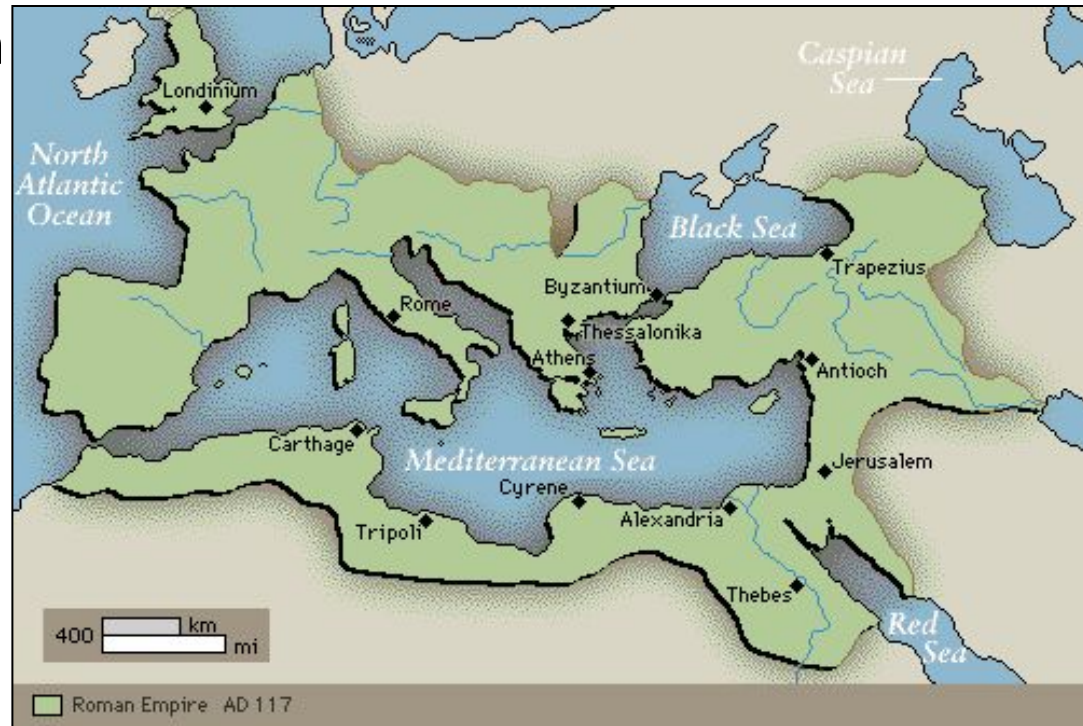 Caspian
Sea
Londinium
North
Atlantic
Ocean
Black Sea
Trapezius
Byzantium
Rome
Thessalonika
Athens
Antioch
Carthage
Mediterranean Sea
Jerusalem
Cyrene
Alexandria
Tripoli
Thebes
Red
Sea
400 km
mi
Roman Empire AD 117